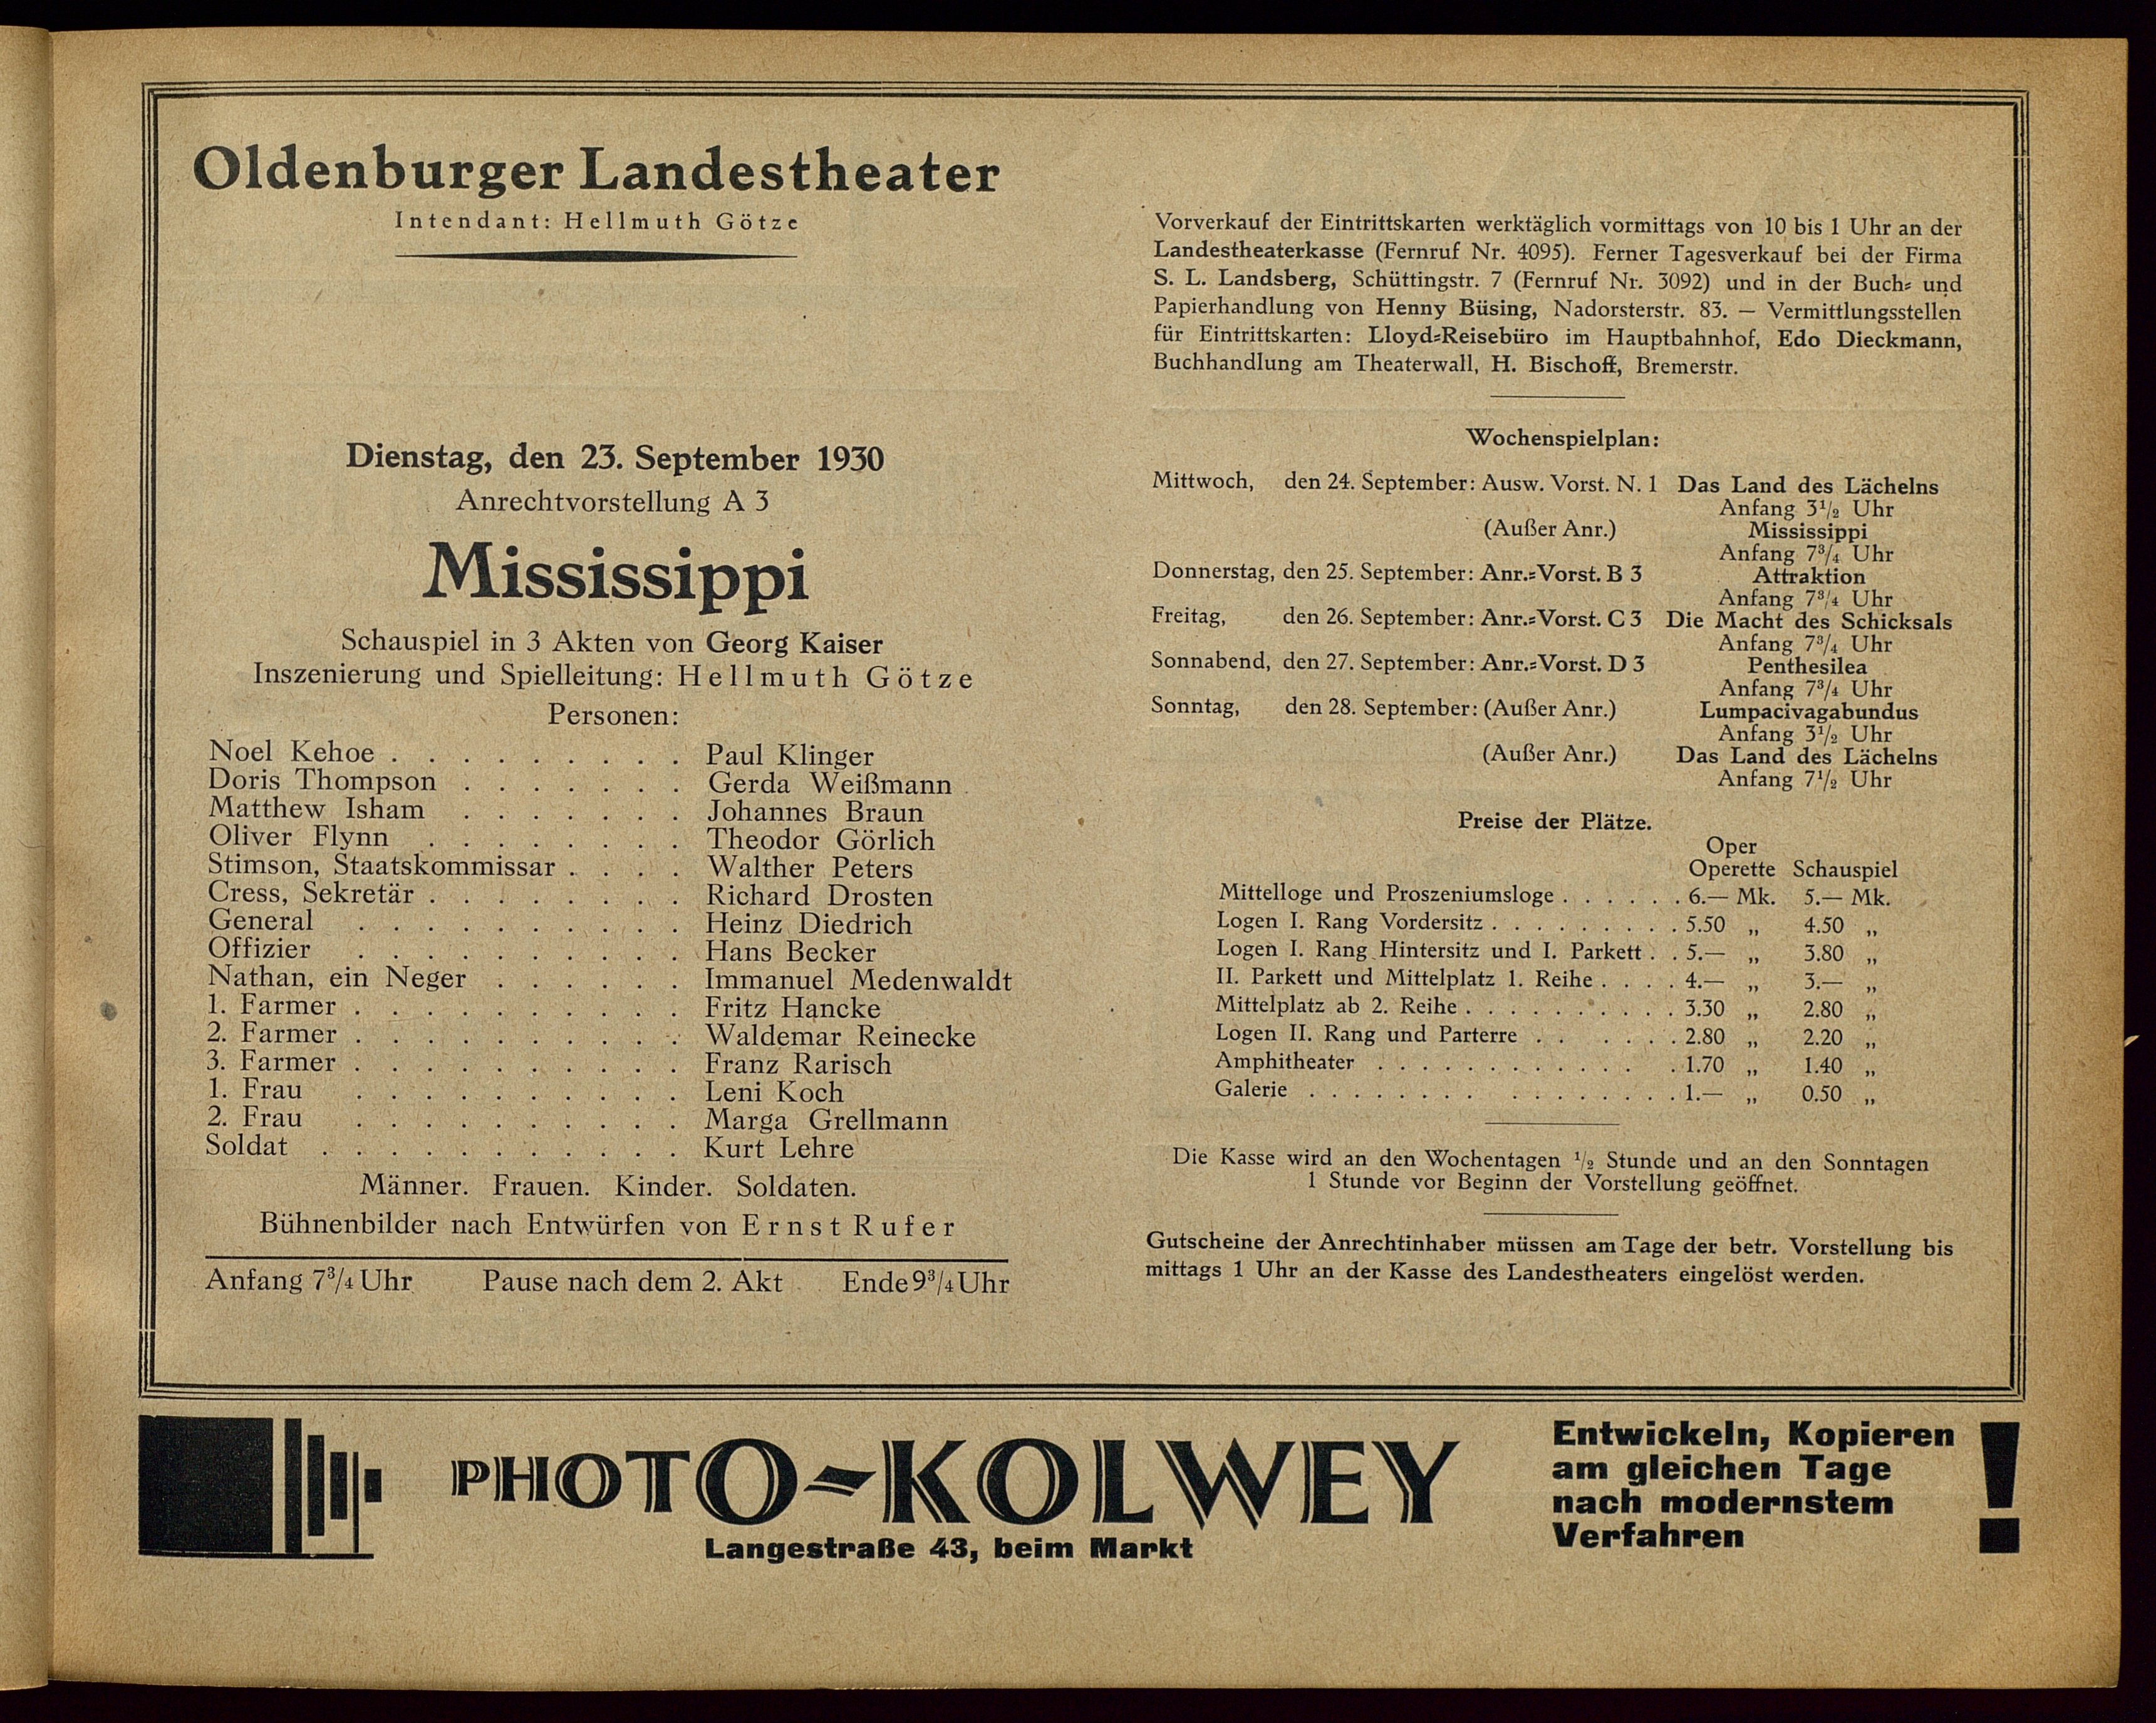 Oldenburger Landestheater
Intendant: Hellmuth Götze
Dienstag, den 23. September 1930
Anrechtvorstellung A 3
Mississippi
Schauspiel in 3 Akten von Georg Kaiser
Inszenierung und Spielleitung: Hellmuth Götze
Personen:
Noel Kehoe . . . . . . . . . Paul Klinger
Doris Thompson . . . . . . . Gerda Weißmann
Matthew Isham . . . . . . . Johannes Braun
Oliver Flynn . . . . . . . . Theodor Görlich
Stimson, Staatskommissar . . . . Walther Peters
Cress, Sekretär . . . . . . . . Richard Drosten
General . . . . . . . . . . Heinz Diedrich
Offizier . . . . . . . . . . Hans Becker
Nathan, ein Neger . . . . . . Immanuel Medenwaldt
1. Farmer . . . . . . . . . . Fritz Hancke
2. Farmer . . . . . . . . . . Waldemar Reinecke
3. Farmer . . . . . . . . . . Franz Rarisch
1. Frau . . . . . . . . . . Leni Koch
2. Frau . . . . . . . . . . Marga Grellmann
Soldat . . . . . . . . . . . Kurt Lehre
Männer. Frauen. Kinder. Soldaten.
Bühnenbilder nach Entwürfen von Ernst Rufer
Anfang 7³/₄ Uhr Pause nach dem 2. Akt Ende 9³/₄ Uhr
Vorverkauf der Eintrittskarten werktäglich vormittags von 10 bis 1 Uhr an der
Landestheaterkasse (Fernruf Nr. 4095). Ferner Tagesverkauf bei der Firma
S. L. Landsberg, Schüttingstr. 7 (Fernruf Nr. 3092) und in der Buch- und
Papierhandlung von Henny Büsing, Nadorsterstr. 83. — Vermittlungsstellen
für Eintrittskarten: Lloyd-Reisebüro im Hauptbahnhof, Edo Dieckmann,
Buchhandlung am Theaterwall, H. Bischoff, Bremerstr.
Wochenspielplan:
Mittwoch, den 24. September: Ausw. Vorst. N. 1 Das Land des Lächelns
Anfang 3¹/₂ Uhr
(Außer Anr.) Mississippi
Anfang 7³/₄ Uhr
Donnerstag, den 25. September: Anr.-Vorst. B 3 Attraktion
Anfang 7³/₄ Uhr
Freitag, den 26. September: Anr.-Vorst. C 3 Die Macht des Schicksals
Anfang 7³/₄ Uhr
Sonnabend, den 27. September: Anr.-Vorst. D 3 Penthesilea
Anfang 7³/₄ Uhr
Sonntag, den 28. September: (Außer Anr.) Lumpacivagabundus
Anfang 3¹/₂ Uhr
(Außer Anr.) Das Land des Lächelns
Anfang 7¹/₂ Uhr
Preise der Plätze.
Oper
Operette Schauspiel
Mittelloge und Proszeniumsloge . . . . . . 6.— Mk. 5.— Mk.
Logen I. Rang Vordersitz . . . . . . . . . 5.50 „ 4.50 „
Logen I. Rang Hintersitz und I. Parkett . . 5.— „ 3.80 „
II. Parkett und Mittelplatz 1. Reihe . . . . 4.— „ 3.— „
Mittelplatz ab 2. Reihe . . . . . . . . . . 3.30 „ 2.80 „
Logen II. Rang und Parterre . . . . . . 2.80 „ 2.20 „
Amphitheater . . . . . . . . . . . . 1.70 „ 1.40 „
Galerie . . . . . . . . . . . . . . . . 1.— „ 0.50 „
Die Kasse wird an den Wochentagen ¹/₂ Stunde und an den Sonntagen
1 Stunde vor Beginn der Vorstellung geöffnet.
Gutscheine der Anrechtinhaber müssen am Tage der betr. Vorstellung bis
mittags 1 Uhr an der Kasse des Landestheaters eingelöst werden.
PHOTO-KOLWEY
Langestraße 43, beim Markt
Entwickeln, Kopieren
am gleichen Tage
nach modernstem
Verfahren !